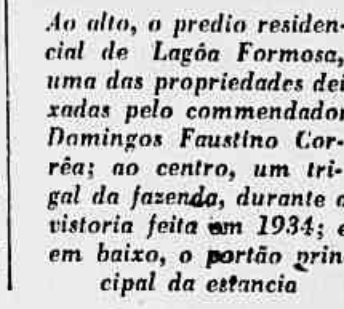 Ao alto, o predio residen-
cial de Lagôa Formosa,
uma das propriedades dei
xadas pelo commendador
Domingos Faustino Cor-
rêa; ao centro, um tri-
gal da fazenda, durante a
vistoria feita em 1934; e
em baixo, o portão prin
cipal da estancia